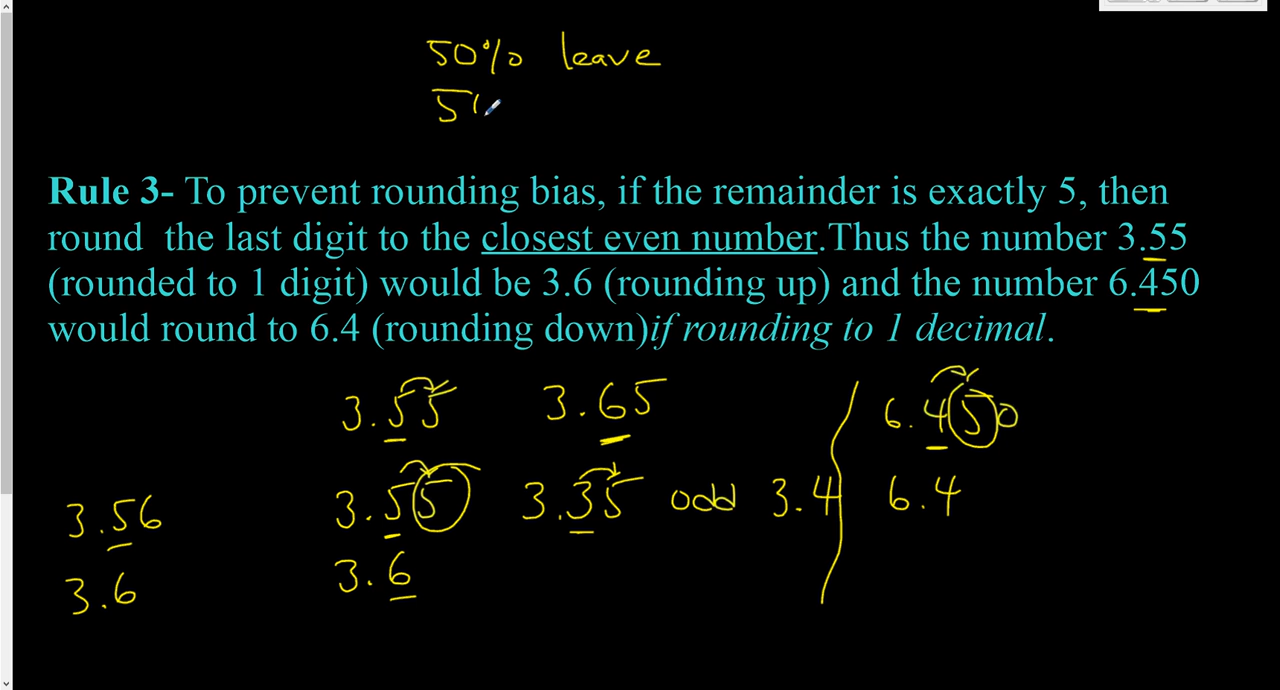 50% leave
5
Rule 3- To prevent rounding bias, if the remainder is exactly 5, then
round the last digit to the closest even number.Thus the number 3.55
(rounded to 1 digit) would be 3.6 (rounding up) and the number 6.450
would round to 6.4 (rounding down)if rounding to 1 decimal.
3.55 3.65 6.450
3.56 3.55 3.35 odd 3.4 6.4
3.6 3.6